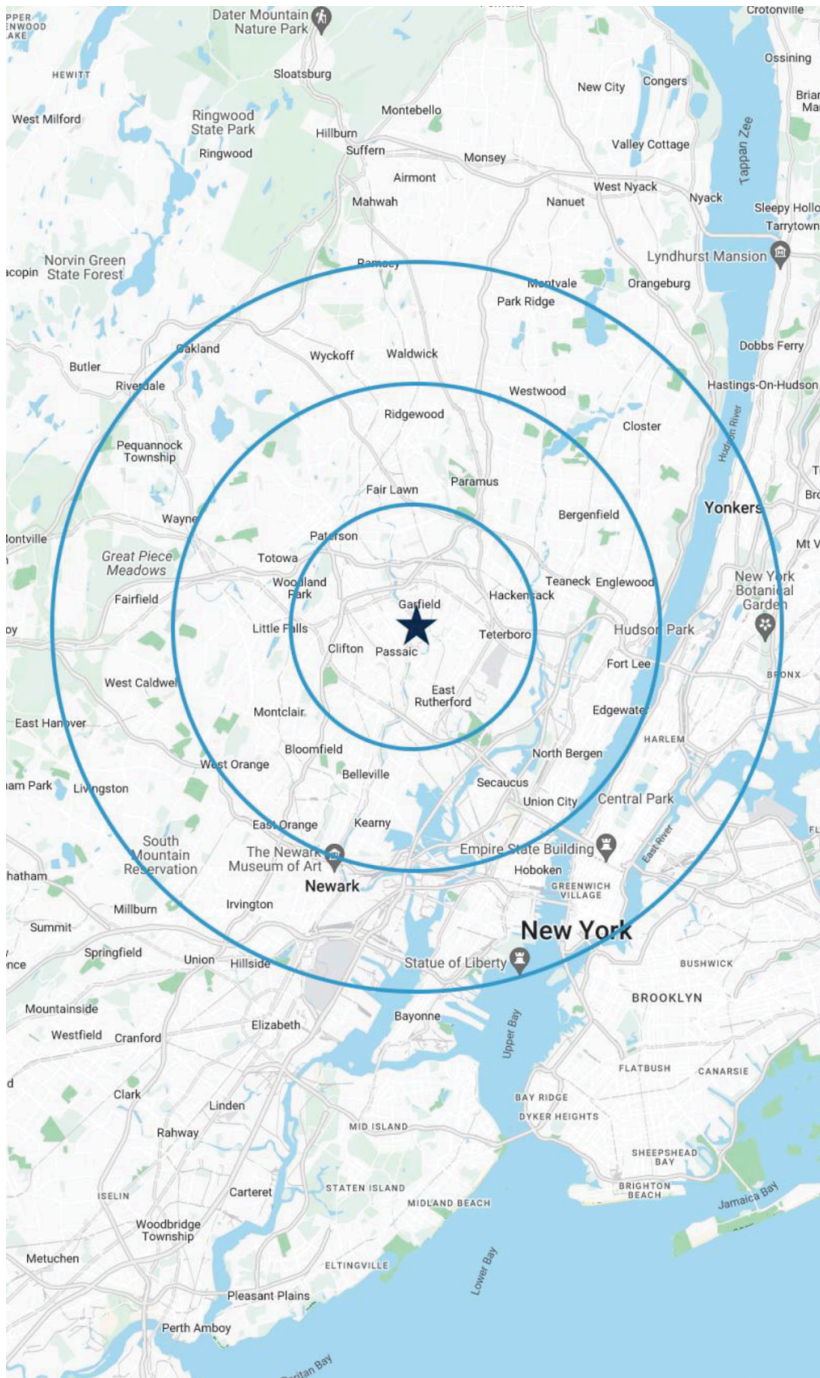 Dater Mountain
Nature Park
Crotonville
HEWITT
Sloatsburg
Ossining
New City
Congers
West Milford
Ringwood
State Park
Montebello
Hillburn
Ringwood
Suffern
Monsey
Valley Cottage
Tappan Zee
Airmont
West Nyack
Mahwah
Nanuet
Nyack
Sleepy Hollo
Tarrytown
Norvin Green
State Forest
Lyndhurst Mansion
acopin
Ramsey
Montvale
Orangeburg
Park Ridge
Oakland
Wyckoff
Waldwick
Dobbs Ferry
Butler
Riverdale
Westwood
Hastings-On-Hudson
Ridgewood
Closter
Hudson River
Pequannock
Township
Paramus
Fair Lawn
Yonkers
Wayne
Bergenfield
Paterson
ontville
Mt V
Great Piece
Meadows
Totowa
Woodland
Park
Teaneck
Englewood
New York
Botanical
Garden
Fairfield
Hackensack
Garfield
Little Falls
Teterboro
Hudson Park
Clifton
Passaic
Fort Lee
BRONX
West Caldwell
East
Rutherford
Montclair
Edgewater
East Hanover
HARLEM
Bloomfield
North Bergen
West Orange
Belleville
Secaucus
am Park
Livingston
Union City
Central Park
East Orange
Kearny
East River
South
Mountain
Reservation
The Newark
Museum of Art
Empire State Building
Hoboken
hatham
Newark
GREENWICH
VILLAGE
Millburn
Irvington
Summit
New York
Springfield
Union
Hillside
Statue of Liberty
BUSHWICK
BROOKLYN
Mountainside
Bayonne
Elizabeth
Westfield
Cranford
Upper Bay
FLATBUSH
CANARSIE
Clark
Linden
BAY RIDGE
DYKER HEIGHTS
Rahway
MID ISLAND
SHEEPSHEAD
BAY
ISELIN
Carteret
STATEN ISLAND
BRIGHTON
BEACH
MIDLAND BEACH
Jamaica Bay
Woodbridge
Township
Metuchen
ELTINGVILLE
Lower Bay
Pleasant Plains
Perth Amboy